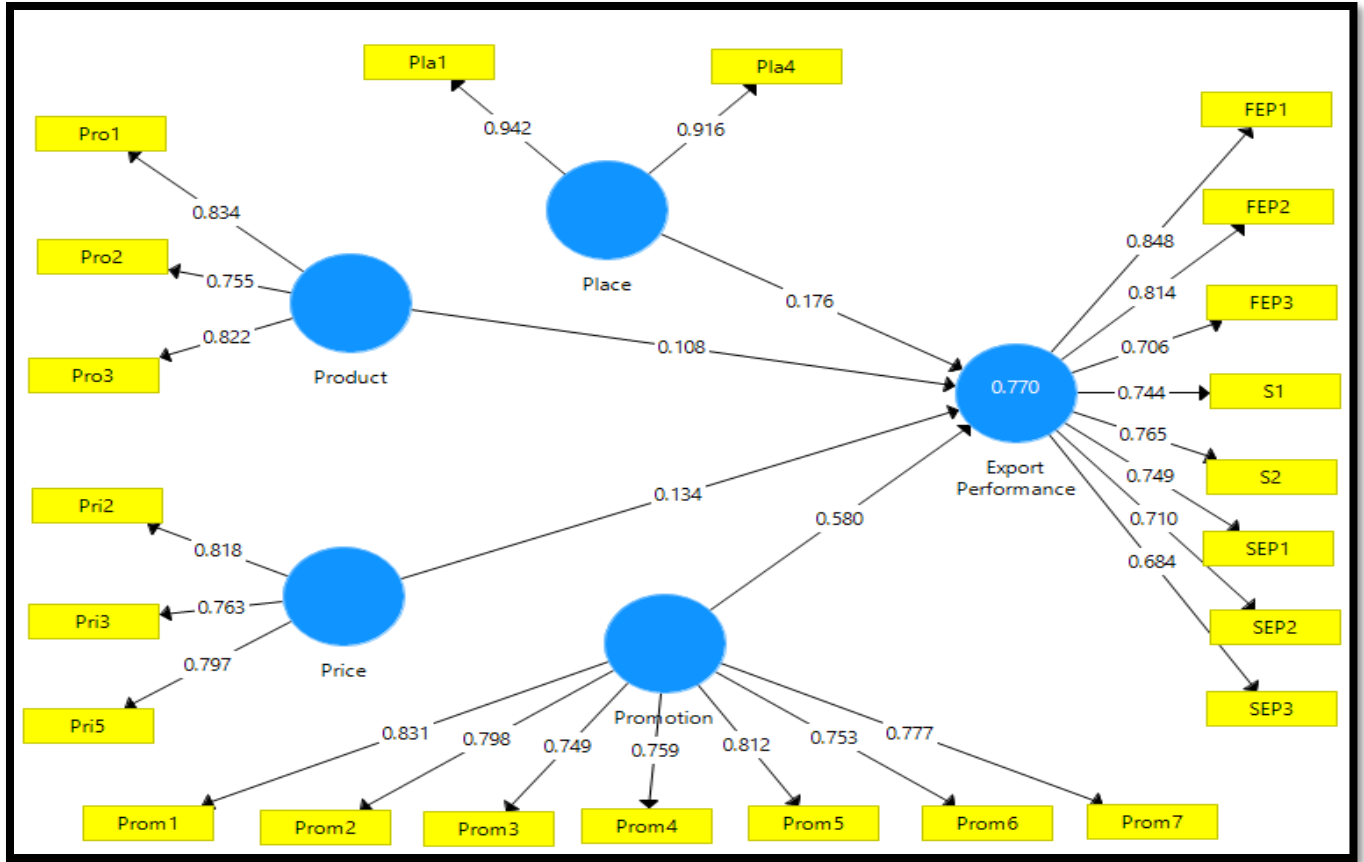 Pla1
Pla4
0.942
0.916
Place
Pro1
0.834
Pro2
0.755
Pro3
0.822
Product
0.176
0.108
Pri2
0.818
Pri3
0.763
Pri5
0.797
Price
0.134
0.580
Promotion
0.831
0.798
0.749
0.759
0.812
0.753
0.777
Prom1
Prom2
Prom3
Prom4
Prom5
Prom6
Prom7
0.770
Export
Performance
FEP1
0.848
FEP2
0.814
FEP3
0.706
S1
0.744
S2
0.765
SEP1
0.749
SEP2
0.710
SEP3
0.684